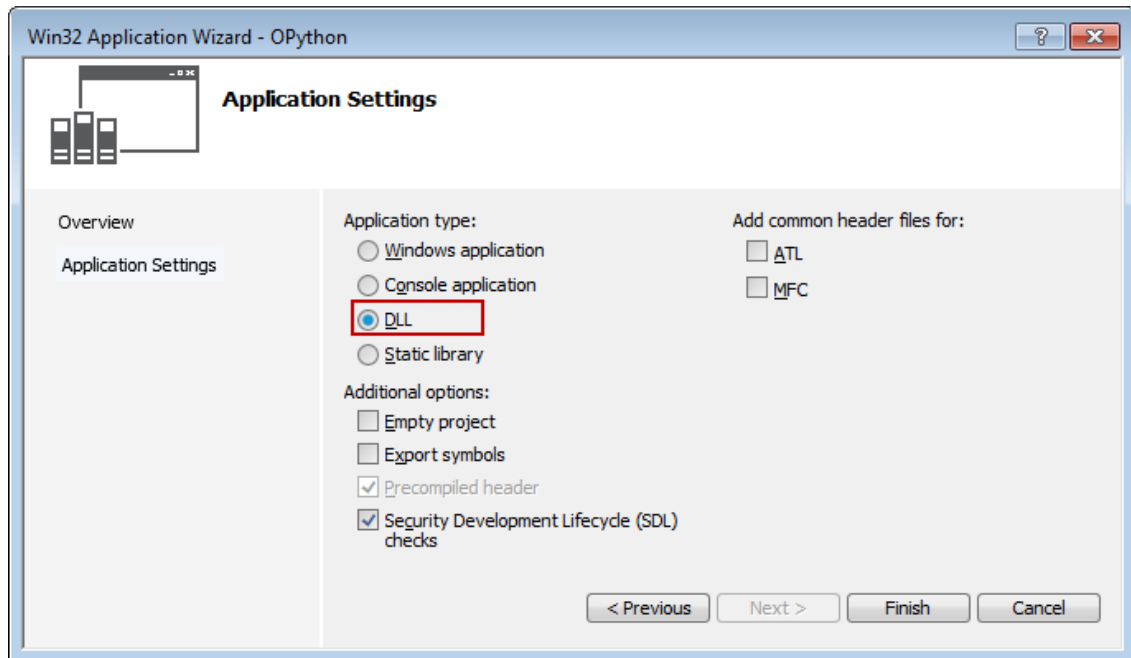 Win32 Application Wizard - OPython
Application Settings
Overview
Application Settings
Application type:
Windows application
Console application
DLL
Static library
Additional options:
Empty project
Export symbols
Precompiled header
Security Development Lifecycle (SDL)
checks
Add common header files for:
ATL
MFC
< Previous
Next >
Finish
Cancel